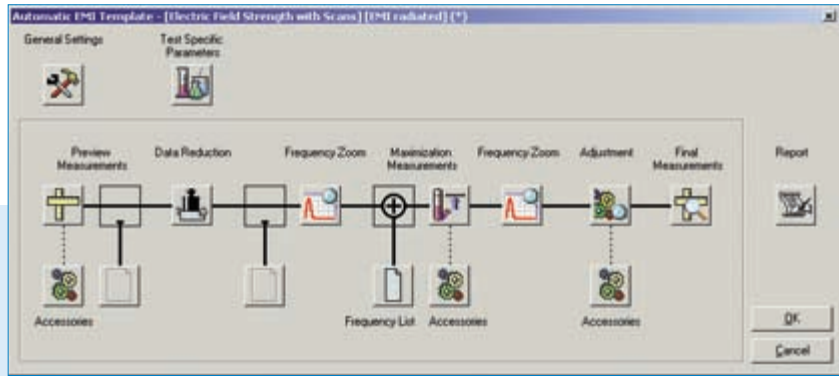 Automatic EMI Template - [Electric Field Strength with Scans] [EMI radiated] (*)
General Settings
Test Specific
Parameters
Preview
Measurements
Data Reduction
Frequency Zoom
Maximization
Measurements
Frequency Zoom
Adjustment
Final
Measurements
Report
Accessories
Frequency List
Accessories
Accessories
OK
Cancel